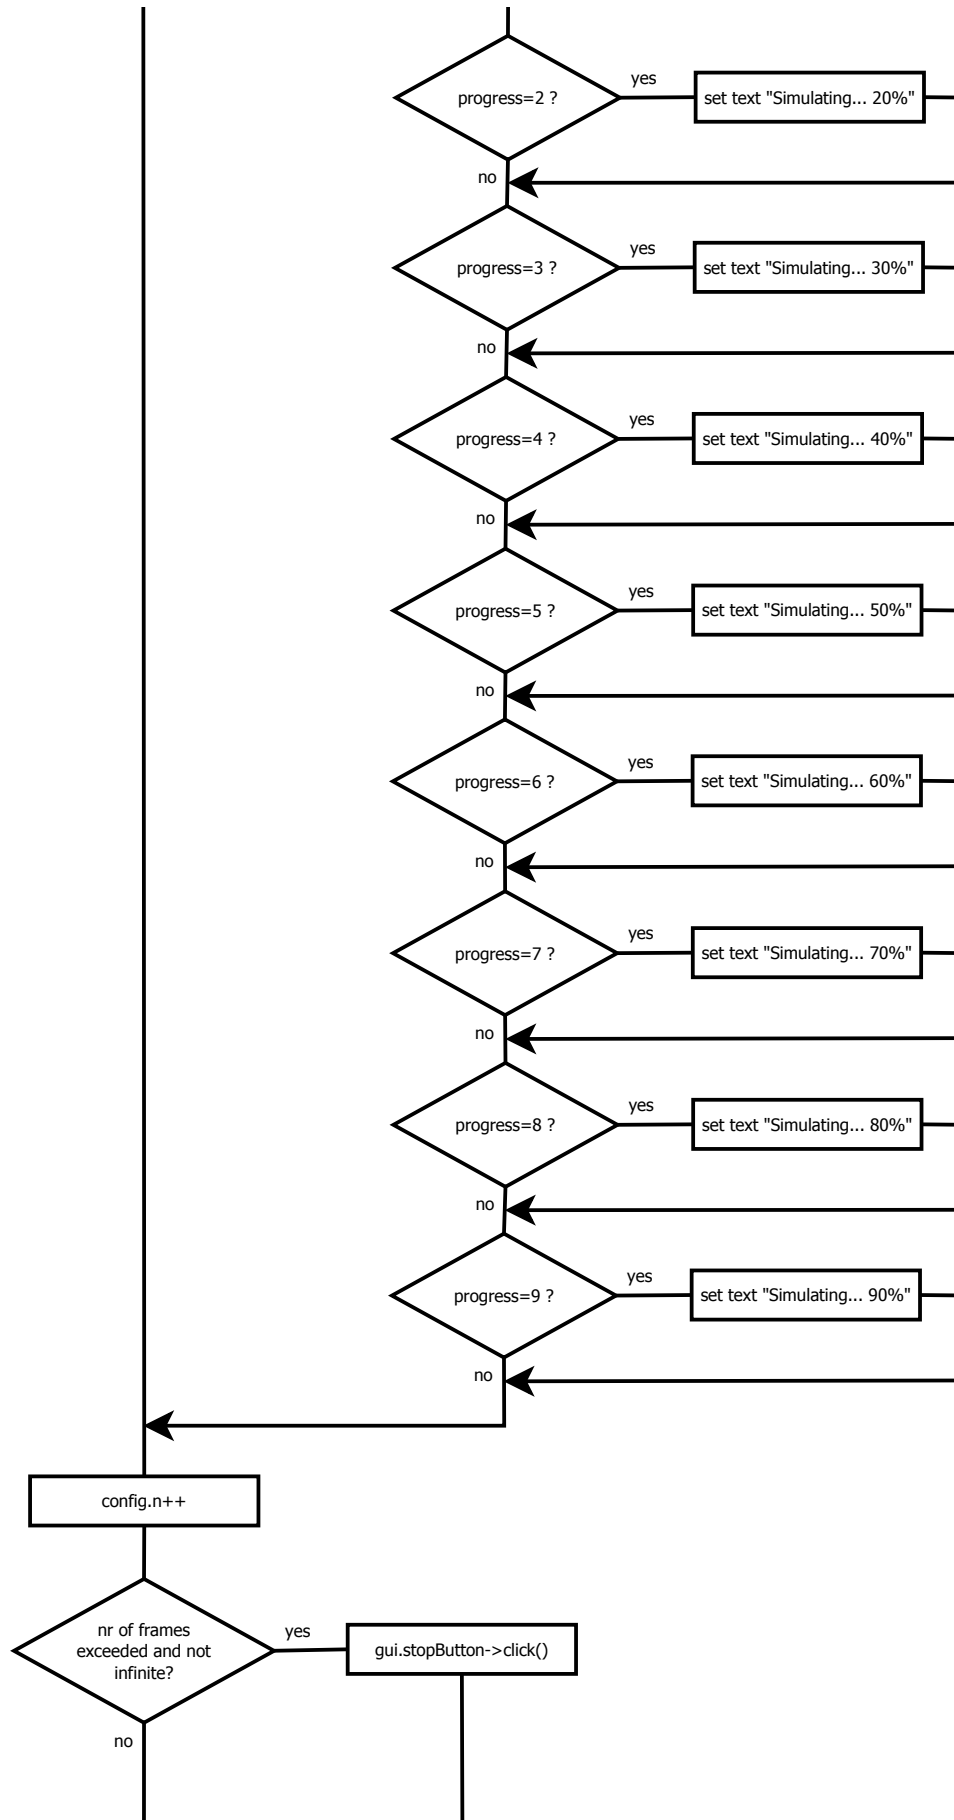 yes
progress=2 ?
set text "Simulating... 20%"
no
yes
progress=3 ?
set text "Simulating... 30%"
no
yes
progress=4 ?
set text "Simulating... 40%"
no
yes
progress=5 ?
set text "Simulating... 50%"
no
yes
progress=6 ?
set text "Simulating... 60%"
no
yes
progress=7 ?
set text "Simulating... 70%"
no
yes
progress=8 ?
set text "Simulating... 80%"
no
yes
progress=9 ?
set text "Simulating... 90%"
no
config.n++
nr of frames
exceeded and not
infinite?
yes
gui.stopButton->click()
no